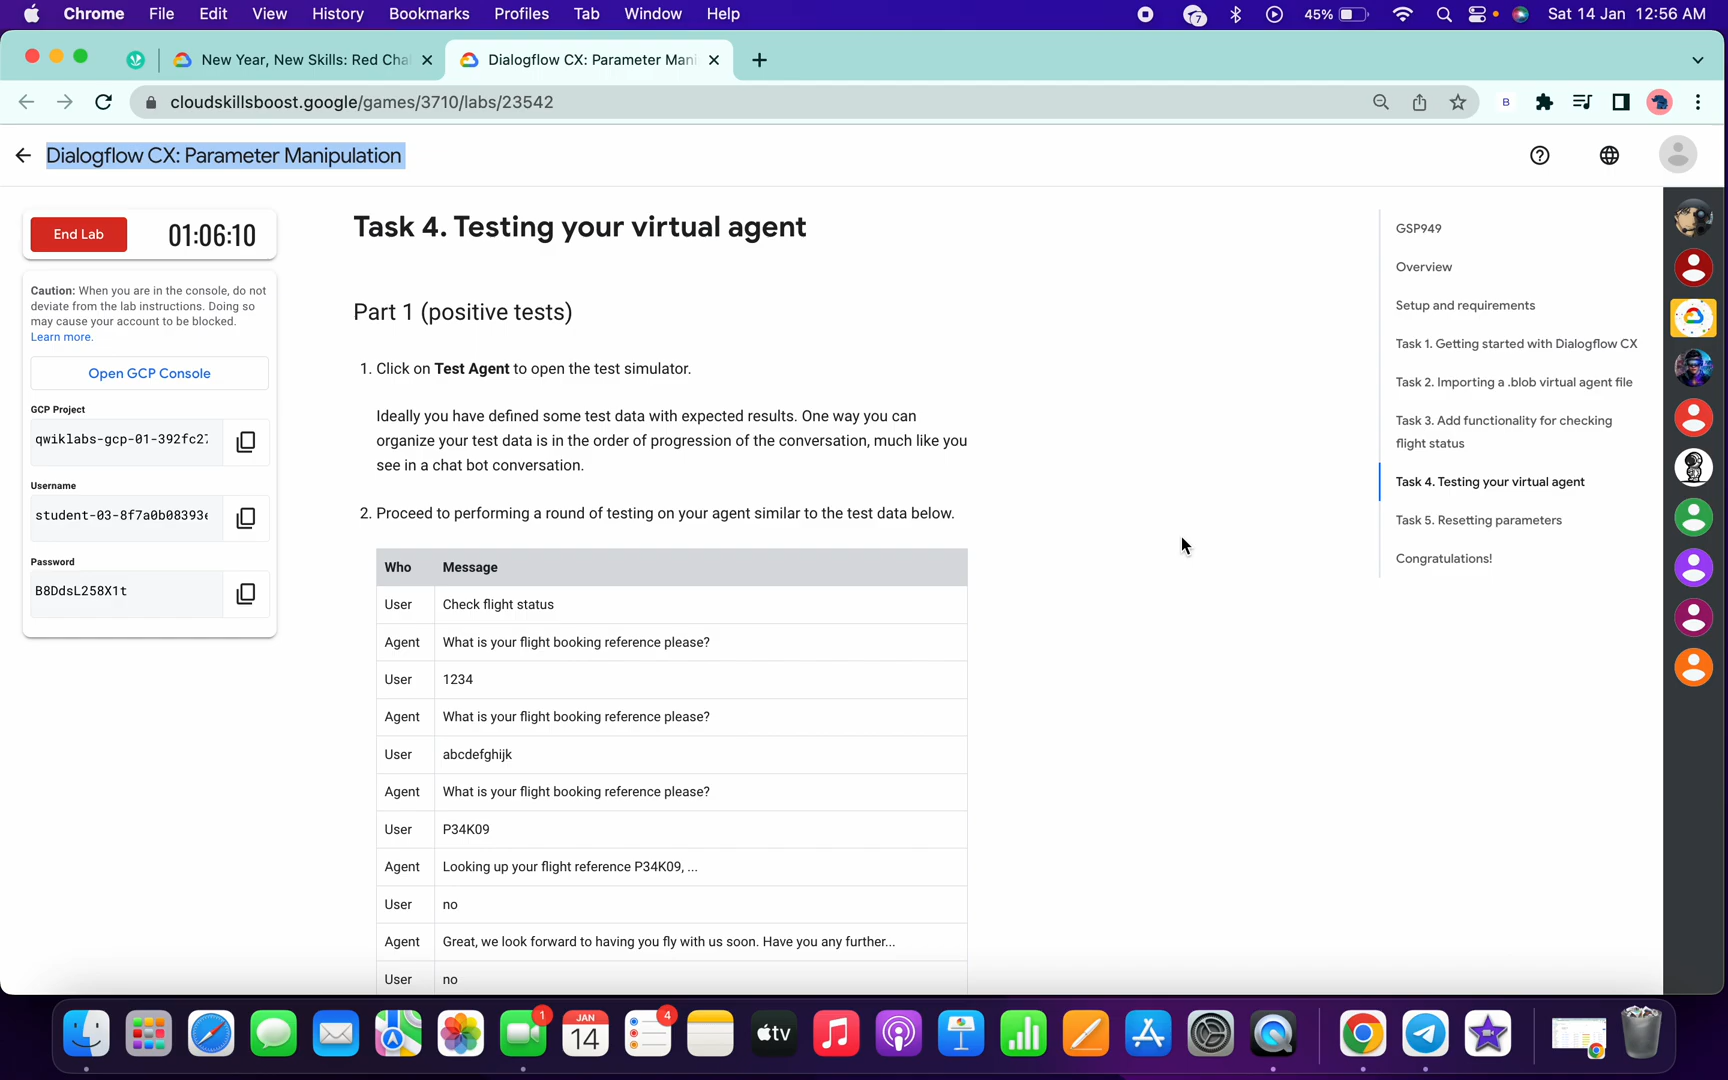 Chrome File Edit View History Bookmarks Profiles Tab Window Help 7 45% Sat 14 Jan 12:56 AM
New Year, New Skills: Red Cha
Dialogflow CX: Parameter Mani
cloudskillsboost.google/games/3710/labs/23542
B
Dialogflow CX: Parameter Manipulation
End Lab
01:06:10
Caution: When you are in the console, do not
deviate from the lab instructions. Doing so
may cause your account to be blocked.
Learn more.
Open GCP Console
GCP Project
qwiklabs-gcp-01-392fc27
Username
student-03-8f7a0b08393e
Password
B8DdsL258X1t
Task 4. Testing your virtual agent
Part 1 (positive tests)
1. Click on Test Agent to open the test simulator.
Ideally you have defined some test data with expected results. One way you can
organize your test data is in the order of progression of the conversation, much like you
see in a chat bot conversation.
2. Proceed to performing a round of testing on your agent similar to the test data below.
Who Message
User Check flight status
Agent What is your flight booking reference please?
User 1234
Agent What is your flight booking reference please?
User abcdefghijk
Agent What is your flight booking reference please?
User P34K09
Agent Looking up your flight reference P34K09, ...
User no
Agent Great, we look forward to having you fly with us soon. Have you any further...
User no
GSP949
Overview
Setup and requirements
Task 1. Getting started with Dialogflow CX
Task 2. Importing a .blob virtual agent file
Task 3. Add functionality for checking
flight status
Task 4. Testing your virtual agent
Task 5. Resetting parameters
Congratulations!
1
JAN
14
4
tv